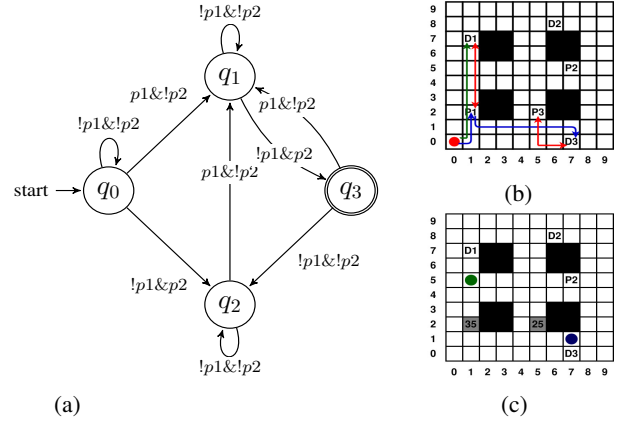 !p1&!p2
q1
p1&!p2
!p1&!p2
p1&!p2
start
q0
!p1&p2
p1&!p2
q3
!p1&p2
!p1&!p2
q2
!p1&!p2
(a)
9
8 D2
7 D1
6
5 P2
4
3
2 P1 P3
1
0 D3
0 1 2 3 4 5 6 7 8 9
(b)
9
8 D2
7 D1
6
5 P2
4
3
2 35 25
1
0 D3
0 1 2 3 4 5 6 7 8 9
(c)